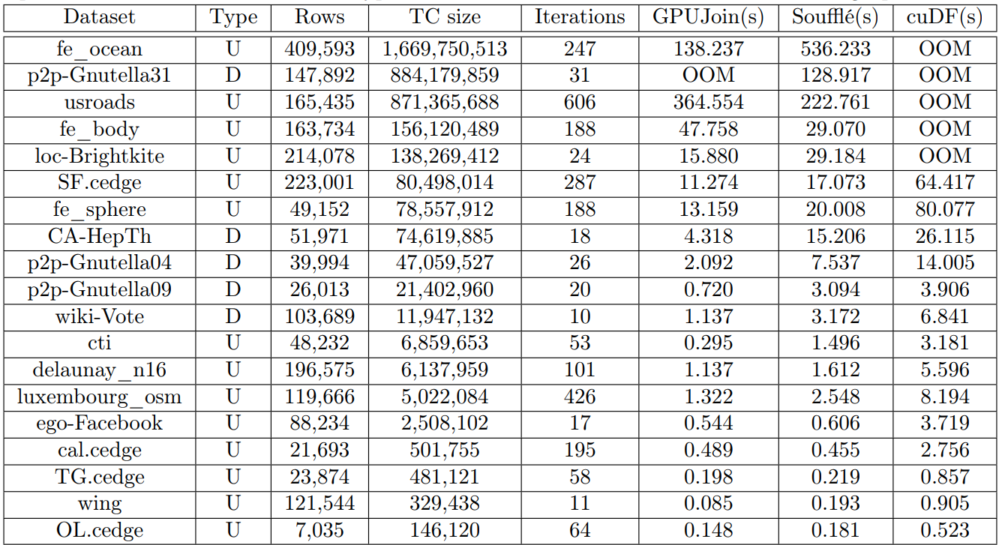 Dataset Type Rows TC size Iterations GPUJoin(s) Soufflé(s) cuDF(s)
fe_ocean U 409,593 1,669,750,513 247 138.237 536.233 OOM
p2p-Gnutella31 D 147,892 884,179,859 31 OOM 128.917 OOM
usroads U 165,435 871,365,688 606 364.554 222.761 OOM
fe_body U 163,734 156,120,489 188 47.758 29.070 OOM
loc-Brightkite U 214,078 138,269,412 24 15.880 29.184 OOM
SF.cedge U 223,001 80,498,014 287 11.274 17.073 64.417
fe_sphere U 49,152 78,557,912 188 13.159 20.008 80.077
CA-HepTh D 51,971 74,619,885 18 4.318 15.206 26.115
p2p-Gnutella04 D 39,994 47,059,527 26 2.092 7.537 14.005
p2p-Gnutella09 D 26,013 21,402,960 20 0.720 3.094 3.906
wiki-Vote D 103,689 11,947,132 10 1.137 3.172 6.841
cti U 48,232 6,859,653 53 0.295 1.496 3.181
delaunay_n16 U 196,575 6,137,959 101 1.137 1.612 5.596
luxembourg_osm U 119,666 5,022,084 426 1.322 2.548 8.194
ego-Facebook U 88,234 2,508,102 17 0.544 0.606 3.719
cal.cedge U 21,693 501,755 195 0.489 0.455 2.756
TG.cedge U 23,874 481,121 58 0.198 0.219 0.857
wing U 121,544 329,438 11 0.085 0.193 0.905
OL.cedge U 7,035 146,120 64 0.148 0.181 0.523